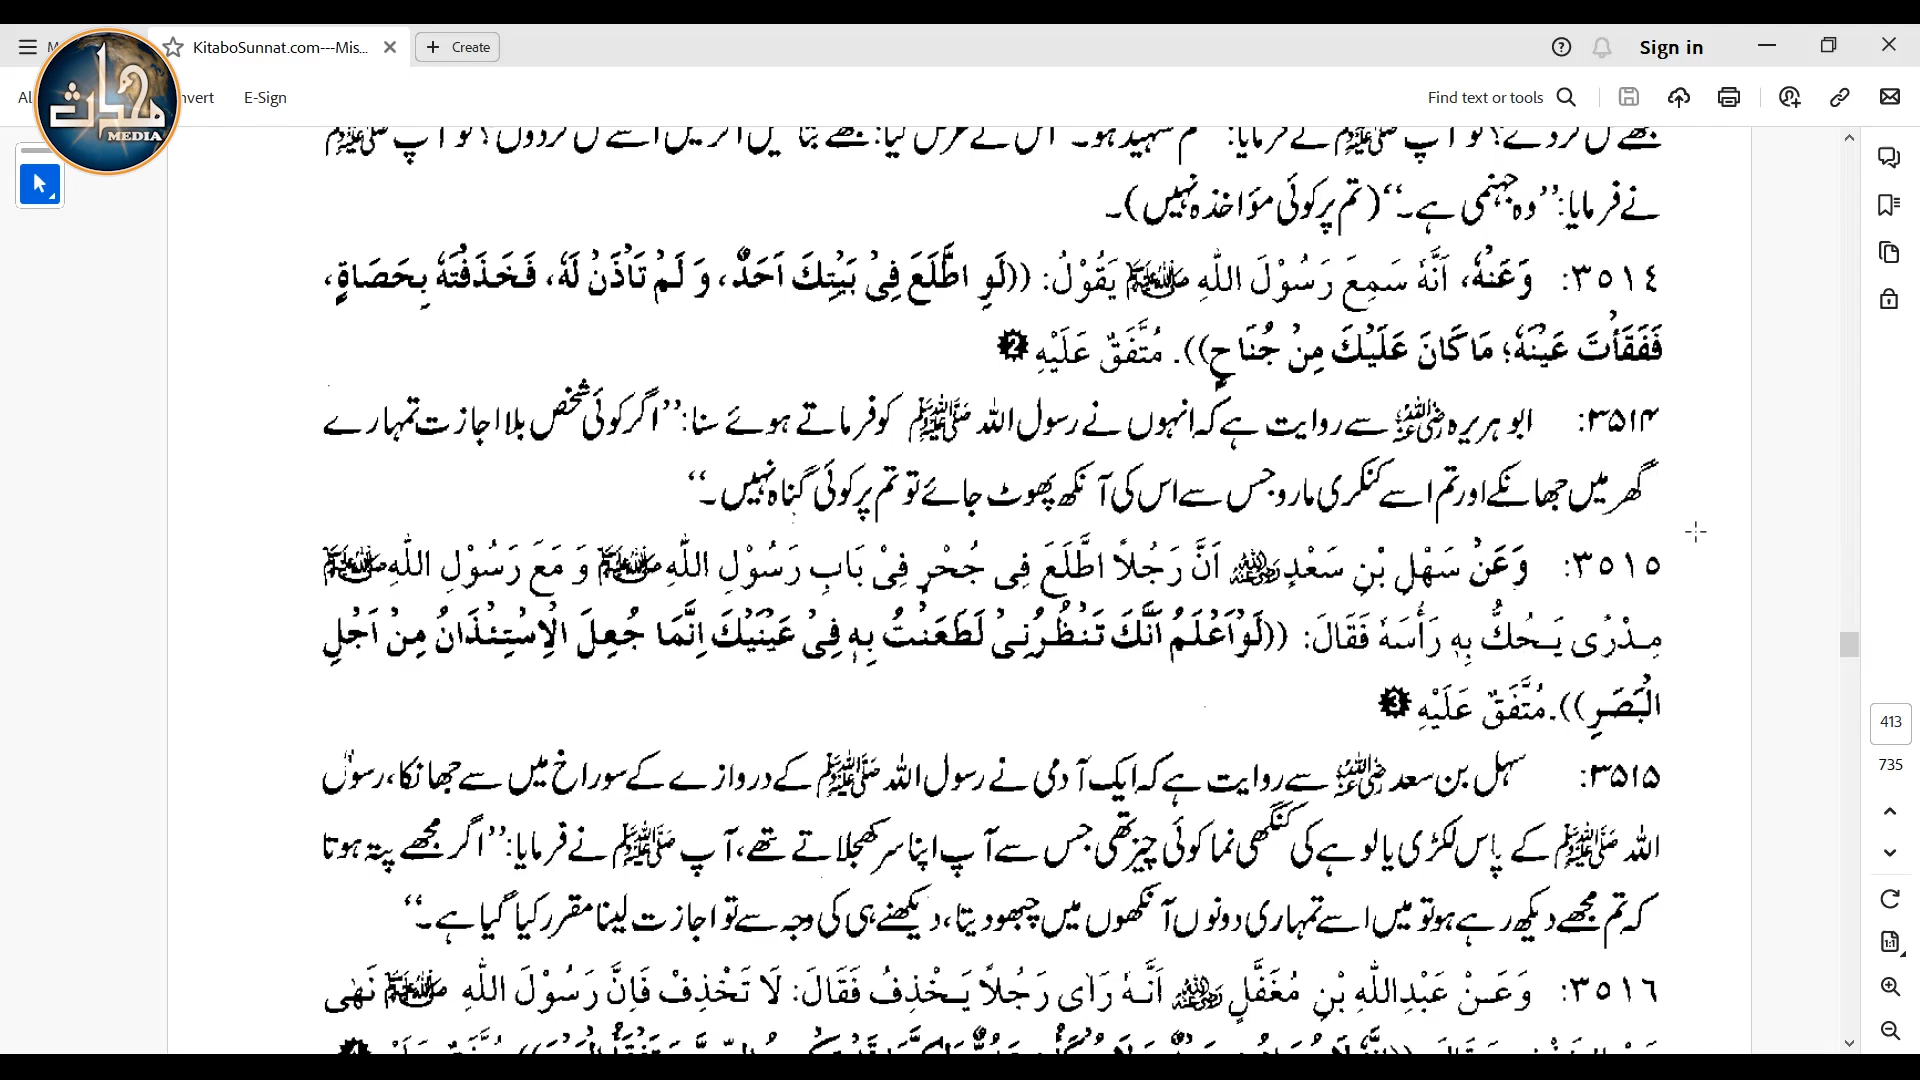 KitaboSunnat.com---Mis...
Create
Sign in
nvert
E-Sign
Find text or tools
MEDIA
نے فرمایا: ’’وہ جہنمی ہے۔‘‘ (تم پر کوئی مؤاخذہ نہیں)۔
٣٥١٤: وَعَنْهُ، اَنَّهٗ سَمِعَ رَسُوْلَ اللّٰهِ ﷺ يَقُوْلُ: ((لَوِ اطَّلَعَ فِیْ بَيْتِكَ اَحَدٌ، وَ لَمْ تَاْذَنْ لَهٗ، فَخَذَفْتَهٗ بِحَصَاةٍ،
فَفَقَأْتَ عَيْنَهٗ؛ مَا كَانَ عَلَيْكَ مِنْ جُنَاحٍ)). مُتَّفَقٌ عَلَيْهِ 2
۳۵۱۴: ابو ہریرہ رضی اللہ عنہ سے روایت ہے کہ انہوں نے رسول اللہ ﷺ کو فرماتے ہوئے سنا: ’’اگر کوئی شخص بلا اجازت تمہارے
گھر میں جھانکے اور تم اسے کنکری مارو جس سے اس کی آنکھ پھوٹ جائے تو تم پر کوئی گناہ نہیں۔‘‘
٣٥١٥: وَعَنْ سَهْلِ بْنِ سَعْدٍ رضی اللہ عنہ اَنَّ رَجُلًا اطَّلَعَ فِیْ جُحْرٍ فِیْ بَابِ رَسُوْلِ اللّٰهِ ﷺ وَ مَعَ رَسُوْلِ اللّٰهِ ﷺ
مِدْرًی يَحُكُّ بِهٖ رَأْسَهٗ فَقَالَ: ((لَوْ اَعْلَمُ اَنَّكَ تَنْظُرُنِیْ لَطَعَنْتُ بِهٖ فِیْ عَيْنَيْكَ اِنَّمَا جُعِلَ الْاِسْتِئْذَانُ مِنْ اَجْلِ
الْبَصَرِ)). مُتَّفَقٌ عَلَيْهِ 3
۳۵۱۵: سہل بن سعد رضی اللہ عنہ سے روایت ہے کہ ایک آدمی نے رسول اللہ ﷺ کے دروازے کے سوراخ میں سے جھانکا، رسول
اللہ ﷺ کے پاس لکڑی یا لوہے کی کنگھی نما کوئی چیز تھی جس سے آپ اپنا سر کھجلاتے تھے، آپ ﷺ نے فرمایا: ’’اگر مجھے پتہ ہوتا
کہ تم مجھے دیکھ رہے ہو تو میں اسے تمہاری دونوں آنکھوں میں چبھو دیتا، دیکھنے ہی کی وجہ سے تو اجازت لینا مقرر کیا گیا ہے۔‘‘
٣٥١٦: وَعَنْ عَبْدِاللّٰهِ بْنِ مُغَفَّلٍ رضی اللہ عنہ اَنَّهٗ رَاٰی رَجُلًا يَخْذِفُ فَقَالَ: لَا تَخْذِفْ فَاِنَّ رَسُوْلَ اللّٰهِ ﷺ نَهٰی
413
735